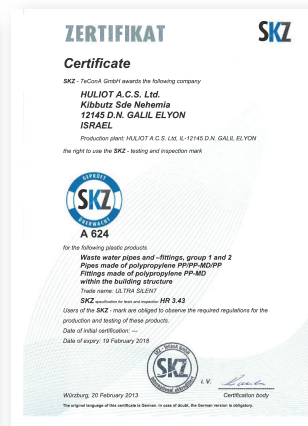 ZERTIFIKAT
SKZ
Certificate
SKZ - TeConA GmbH awards the following company
HULIOT A.C.S. Ltd.
Kibbutz Sde Nehemia
12145 D.N. GALIL ELYON
ISRAEL
Production plant: HULIOT A.C.S. Ltd, IL-12145 D.N. GALIL ELYON
the right to use the SKZ - testing and inspection mark
GEPRÜFT
SKZ
ÜBERWACHT
A 624
for the following plastic products
Waste water pipes and –fittings, group 1 and 2
Pipes made of polypropylene PP/PP-MD/PP
Fittings made of polypropylene PP-MD
within the building structure
Trade name: ULTRA SILENT
SKZ specification for tests and inspection HR 3.43
Users of the SKZ - mark are obliged to observe the required regulations for the
production and testing of these products.
Date of initial certification: ---
Date of expiry: 19 February 2018
SKZ
i. V.
Würzburg, 20 February 2013
Certification body
The original language of this certificate is German. In case of doubt, the German version is obligatory.